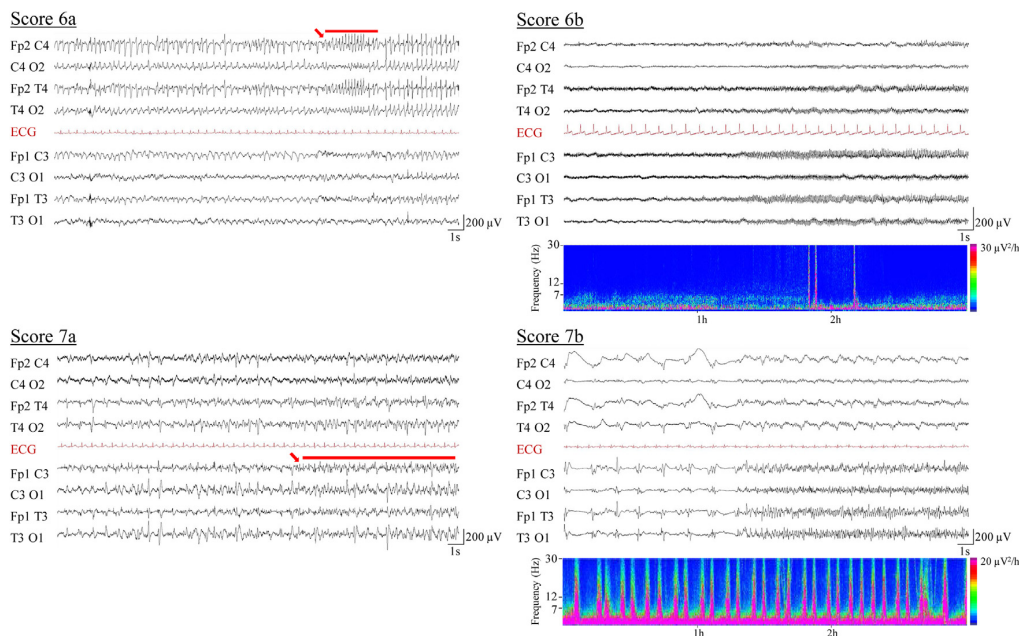 Score 6a
Fp2 C4
C4 O2
Fp2 T4
T4 O2
ECG
Fp1 C3
C3 O1
Fp1 T3
T3 O1
200 µV
1s
Score 6b
Fp2 C4
C4 O2
Fp2 T4
T4 O2
ECG
Fp1 C3
C3 O1
Fp1 T3
T3 O1
200 µV
1s
Frequency (Hz)
30
12
7
1h
2h
30 µV²/h
Score 7a
Fp2 C4
C4 O2
Fp2 T4
T4 O2
ECG
Fp1 C3
C3 O1
Fp1 T3
T3 O1
200 µV
1s
Score 7b
Fp2 C4
C4 O2
Fp2 T4
T4 O2
ECG
Fp1 C3
C3 O1
Fp1 T3
T3 O1
200 µV
1s
Frequency (Hz)
30
12
7
1h
2h
20 µV²/h